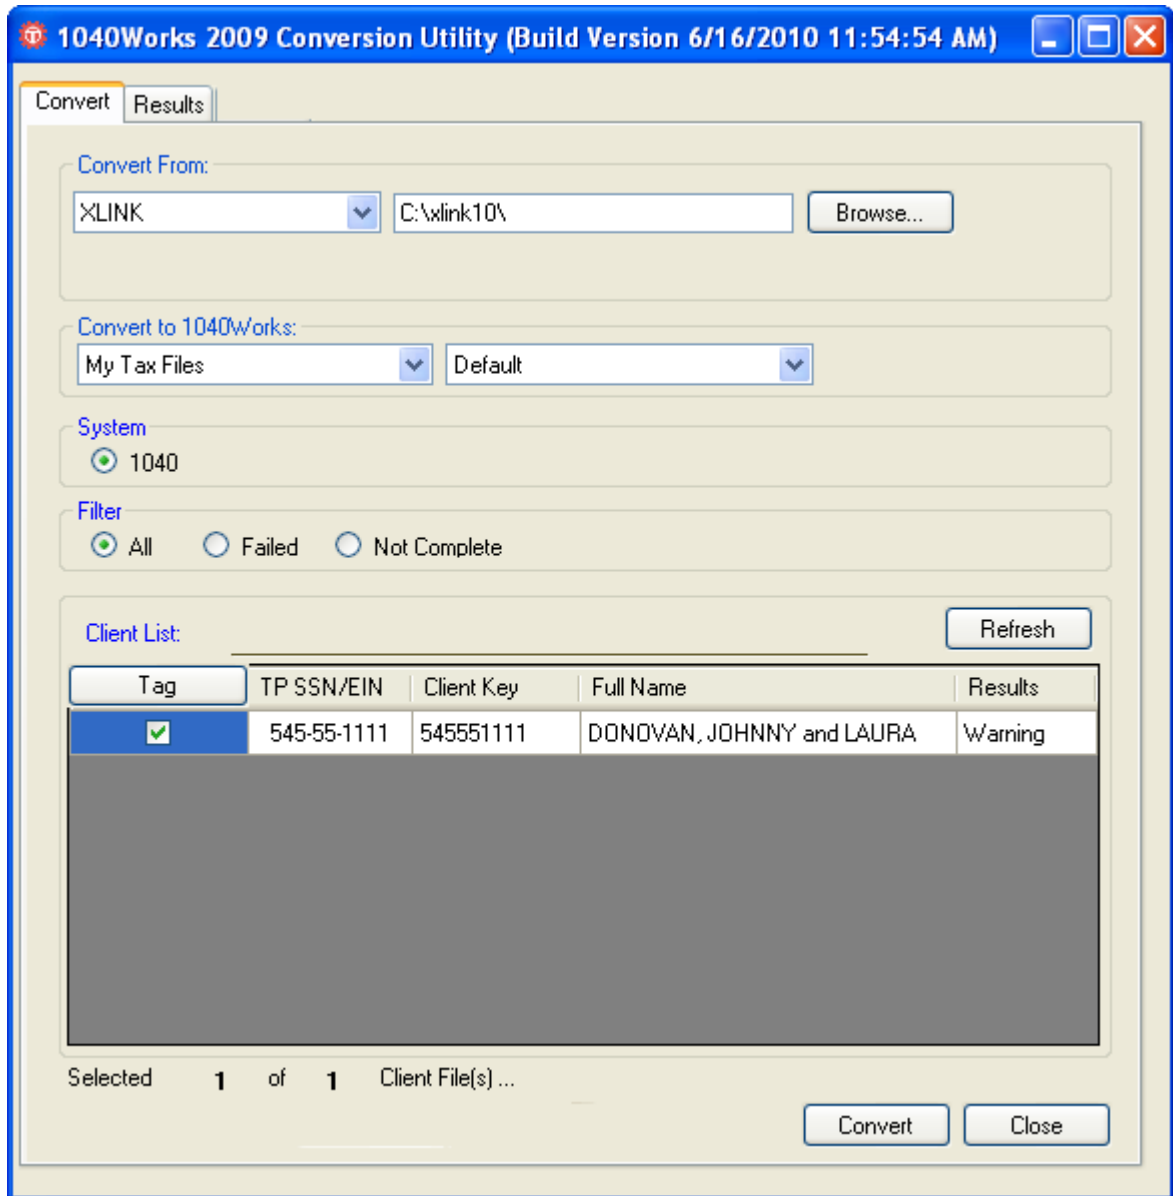 1040Works 2009 Conversion Utility (Build Version 6/16/2010 11:54:54 AM)
Convert Results
Convert From:
XLINK C:\xlink10\ Browse...
Convert to 1040Works:
My Tax Files Default
System
1040
Filter
All Failed Not Complete
Client List: Refresh
Tag TP SSN/EIN Client Key Full Name Results
545-55-1111 545551111 DONOVAN, JOHNNY and LAURA Warning
Selected 1 of 1 Client File(s) ...
Convert Close